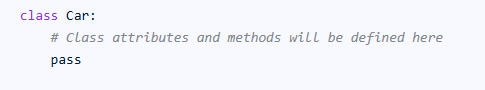 class Car:
    # Class attributes and methods will be defined here
    pass